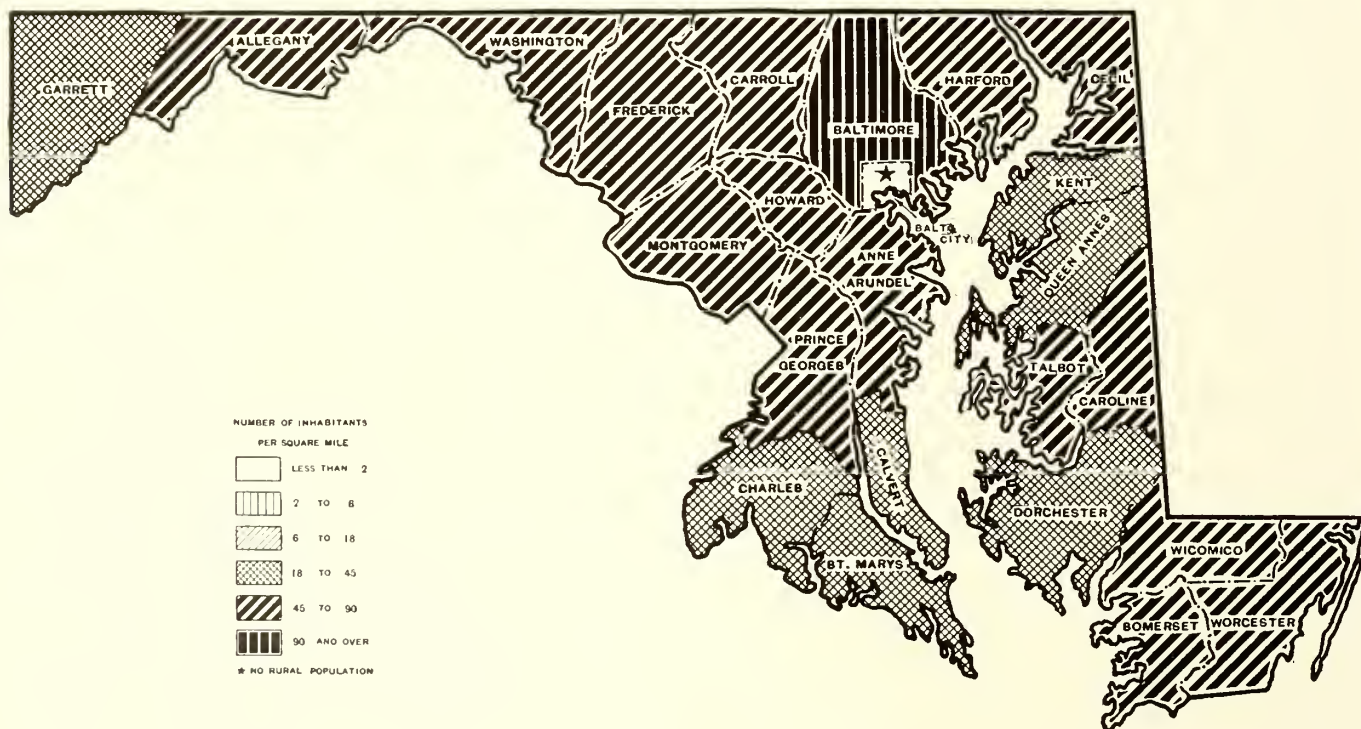 ALLEGANY
WASHINGTON
GARRETT
CARROLL
HARFORD
CECIL
FREDERICK
BALTIMORE
★
KENT
HOWARD
BALTO
CITY
MONTGOMERY
QUEEN ANNES
ANNE
ARUNDEL
PRINCE
GEORGES
TALBOT
CAROLINE
CALVERT
CHARLES
DORCHESTER
ST. MARYS
WICOMICO
SOMERSET
WORCESTER
NUMBER OF INHABITANTS
PER SQUARE MILE
LESS THAN 2
2 TO 6
6 TO 18
18 TO 45
45 TO 90
90 AND OVER
★ NO RURAL POPULATION